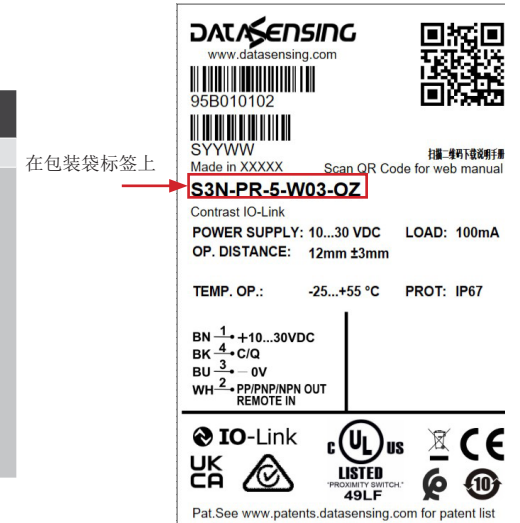 DATASENSING
www.datasensing.com
95B010102
SYYWW
扫描二维码下载说明手册
Made in XXXXX
Scan QR Code for web manual
在包装袋标签上
S3N-PR-5-W03-OZ
Contrast IO-Link
POWER SUPPLY: 10...30 VDC LOAD: 100mA
OP. DISTANCE: 12mm ±3mm
TEMP. OP.: -25...+55 °C PROT: IP67
BN 1 +10...30VDC
BK 4 C/Q
BU 3 — 0V
WH 2 PP/PNP/NPN OUT
REMOTE IN
IO-Link
C UL US
LISTED
"PROXIMITY SWITCH."
49LF
UK
CA
CE
10
Pat.See www.patents.datasensing.com for patent list